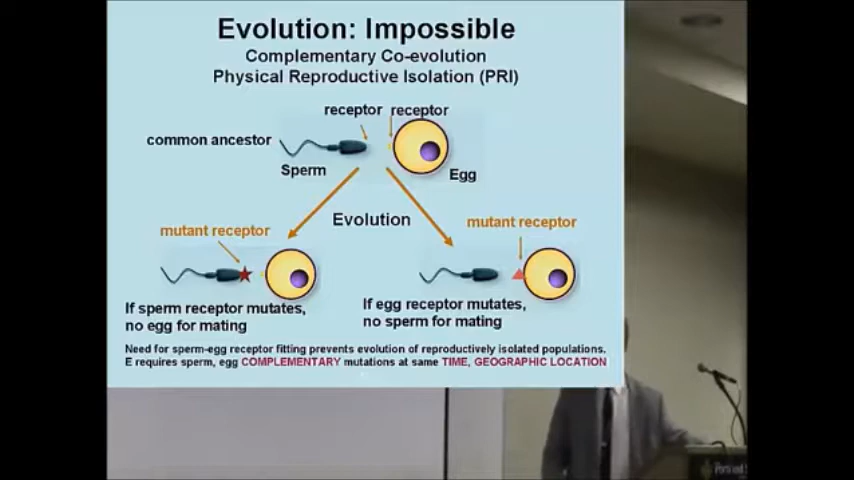 Evolution: Impossible
Complementary Co-evolution
Physical Reproductive Isolation (PRI)
receptor receptor
common ancestor
Sperm
Egg
Evolution
mutant receptor
mutant receptor
If sperm receptor mutates,
no egg for mating
If egg receptor mutates,
no sperm for mating
Need for sperm-egg receptor fitting prevents evolution of reproductively isolated populations.
E requires sperm, egg COMPLEMENTARY mutations at same TIME, GEOGRAPHIC LOCATION